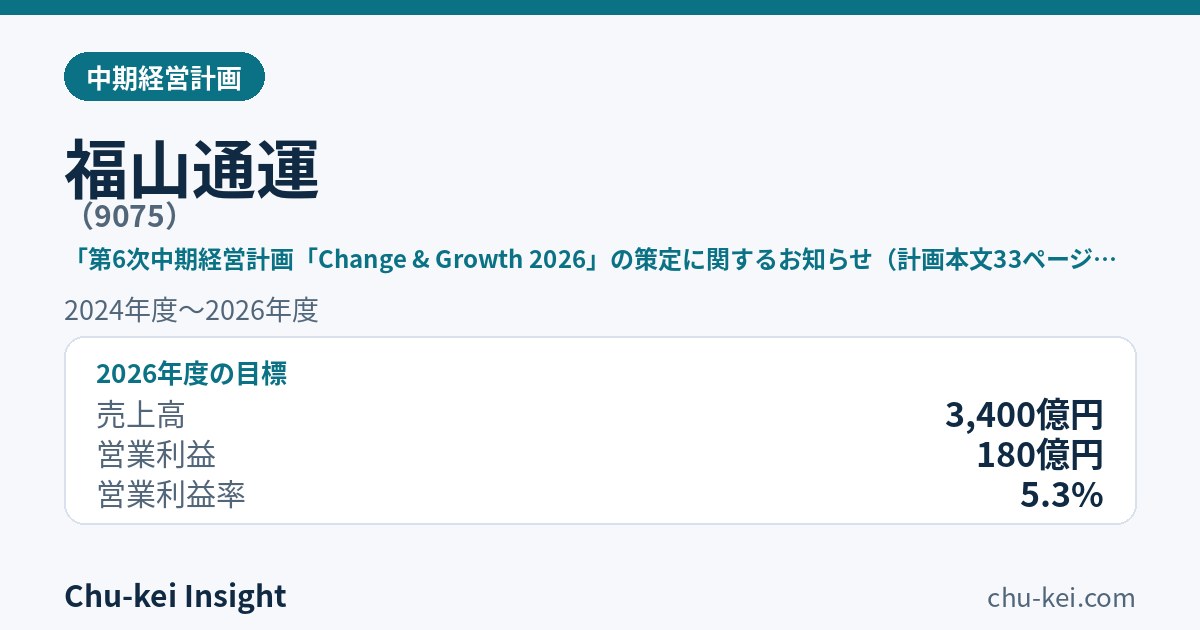 中期経営計画
福山通運
（9075）
「第6次中期経営計画「Change & Growth 2026」の策定に関するお知らせ（計画本文33ページ…
2024年度～2026年度
2026年度の目標
売上高 3,400億円
営業利益 180億円
営業利益率 5.3%
Chu-kei Insight chu-kei.com